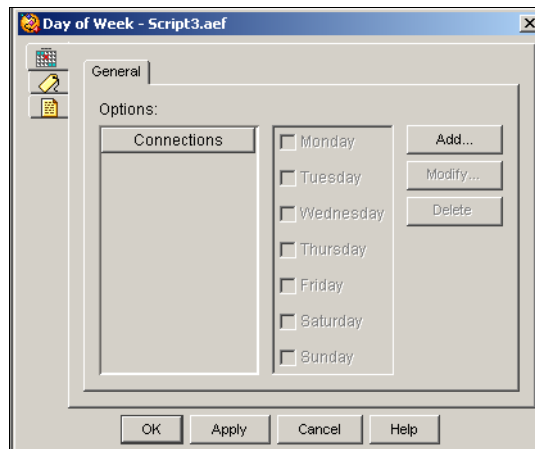 Day of Week - Script3.aef
General
Options:
Connections
Monday
Tuesday
Wednesday
Thursday
Friday
Saturday
Sunday
Add...
Modify...
Delete
OK Apply Cancel Help